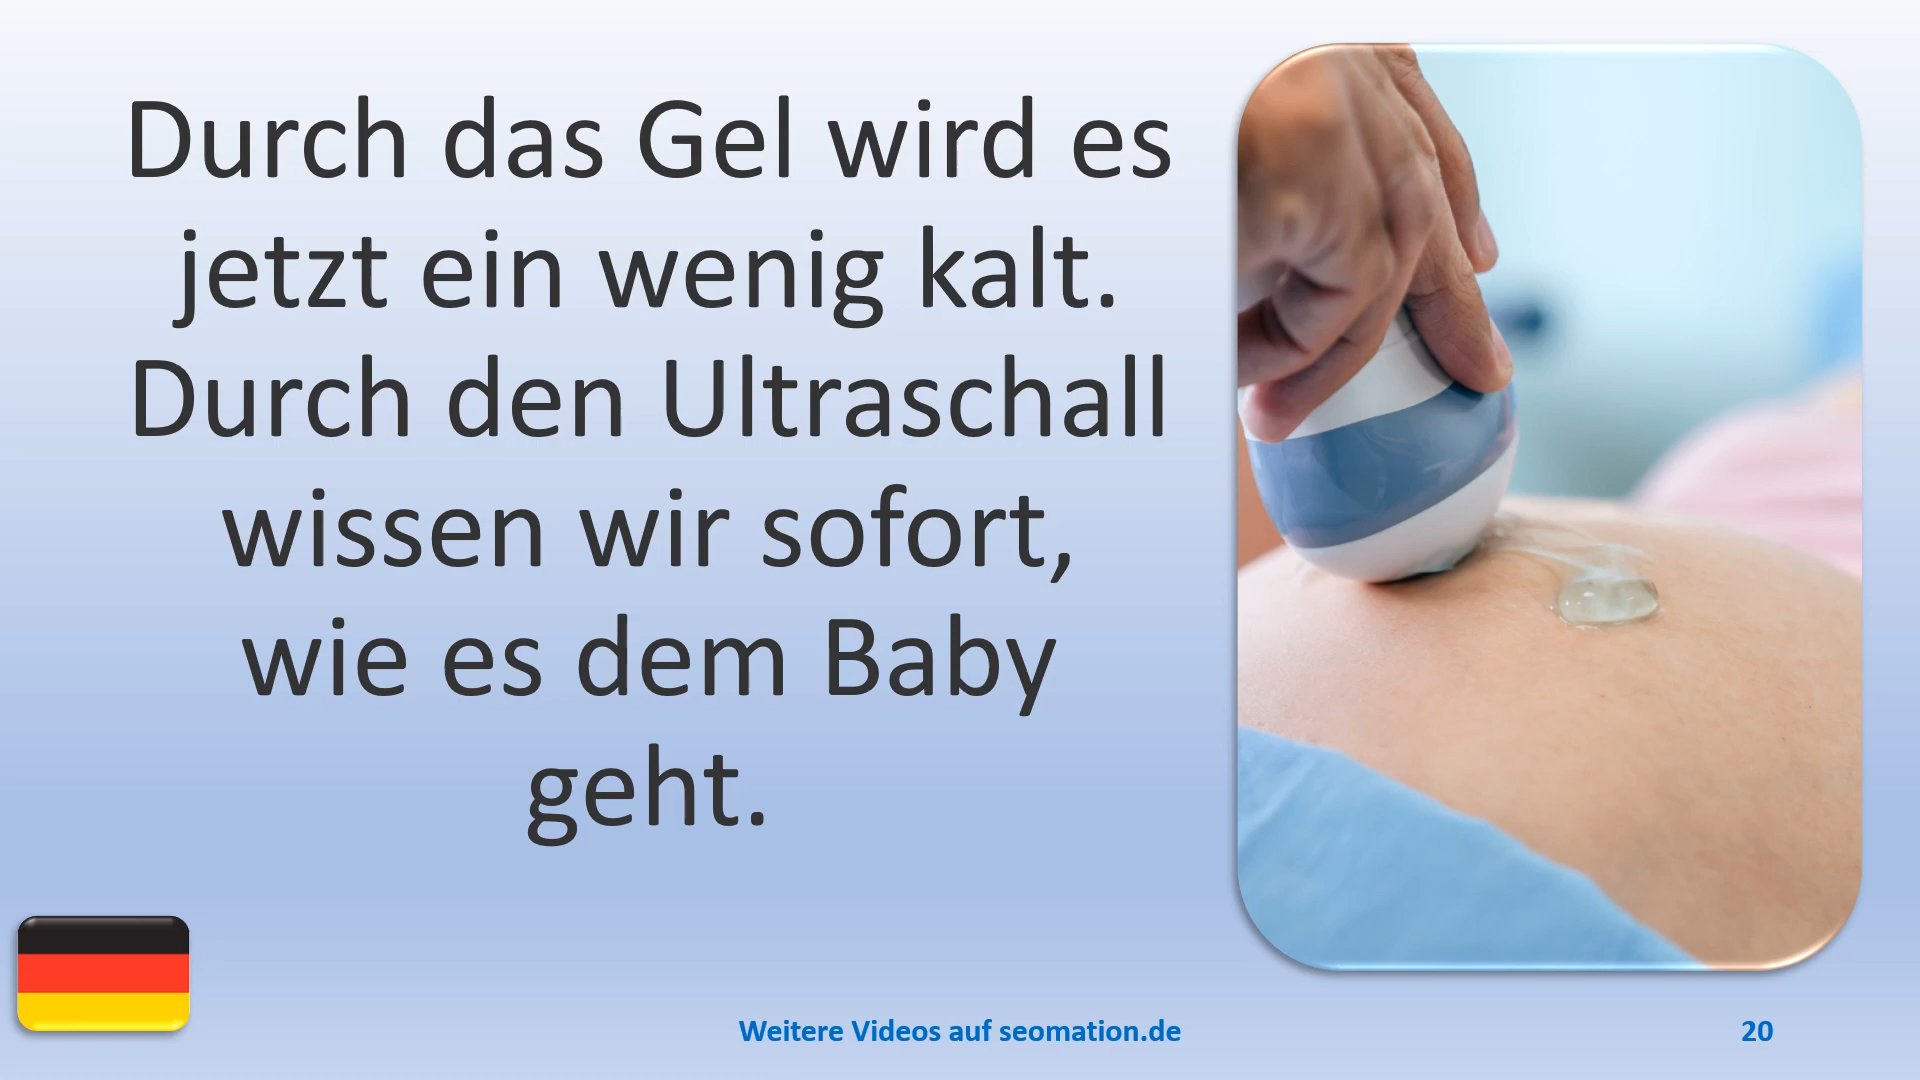 Durch das Gel wird es
jetzt ein wenig kalt.
Durch den Ultraschall
wissen wir sofort,
wie es dem Baby
geht.
Weitere Videos auf seomation.de
20